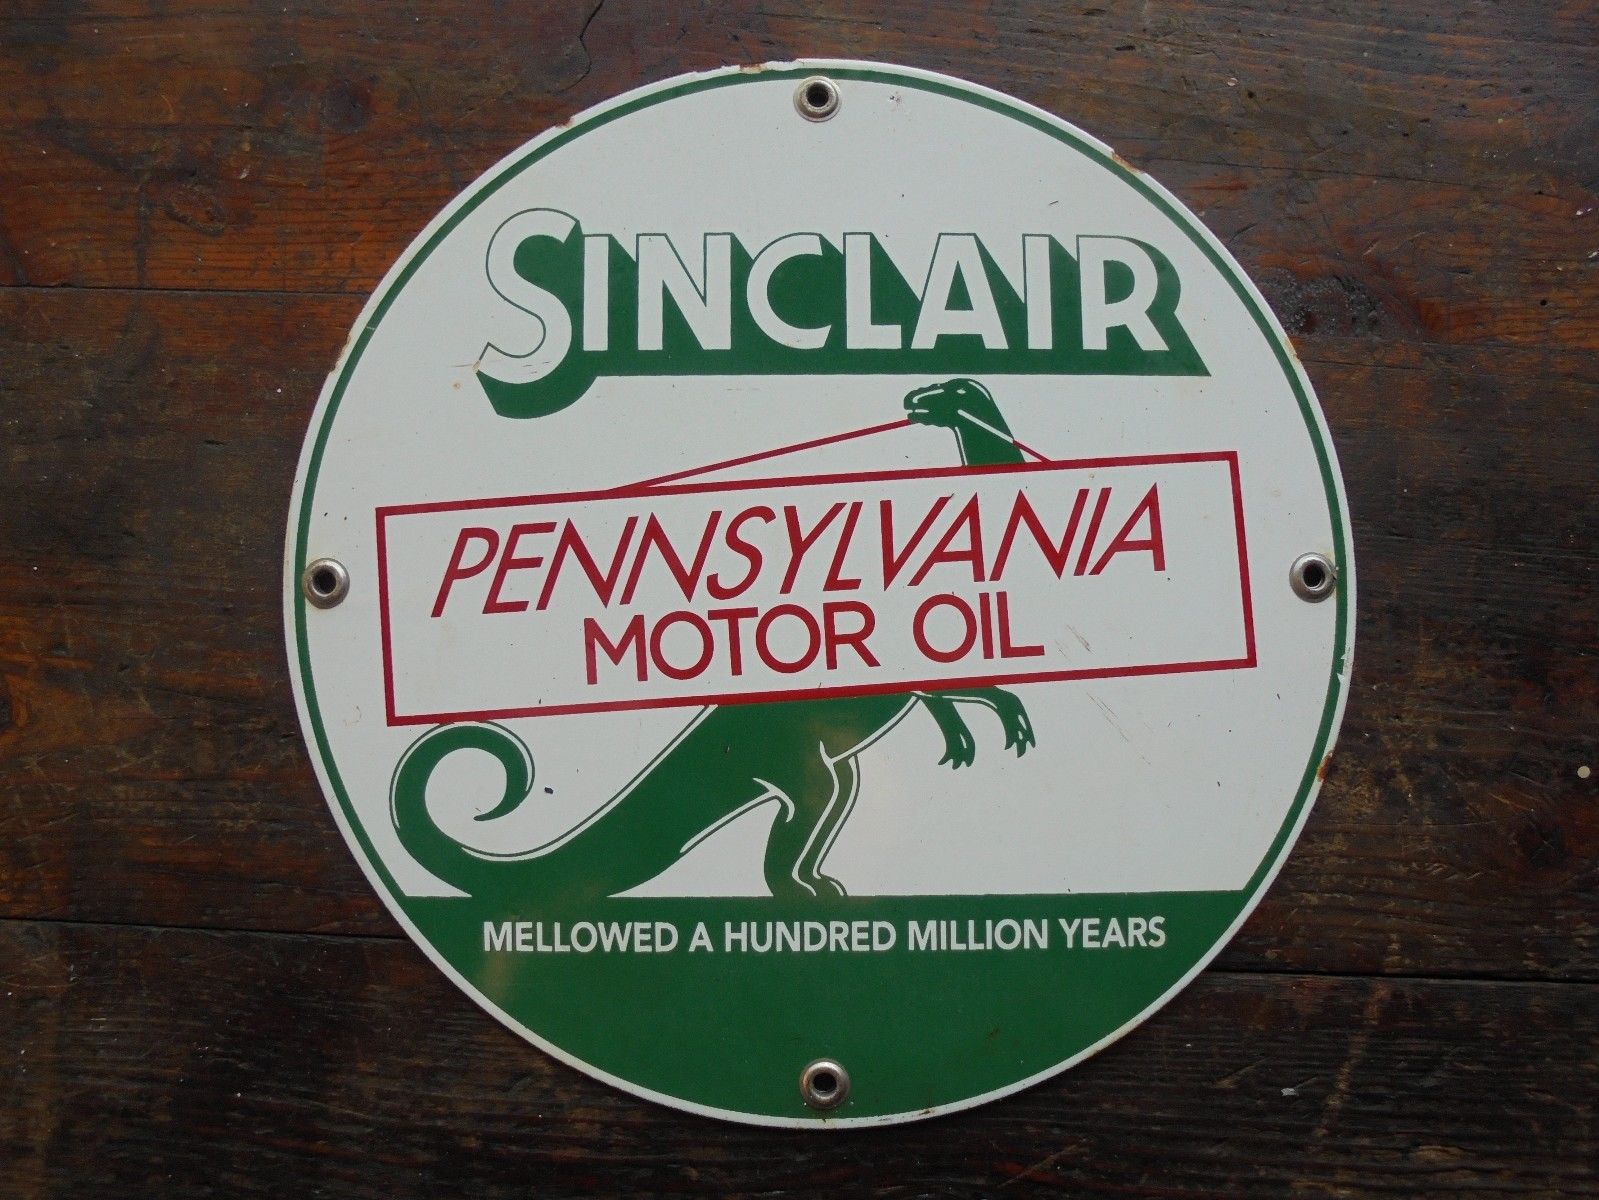 SINCLAIR
PENNSYLVANIA
MOTOR OIL
MELLOWED A HUNDRED MILLION YEARS